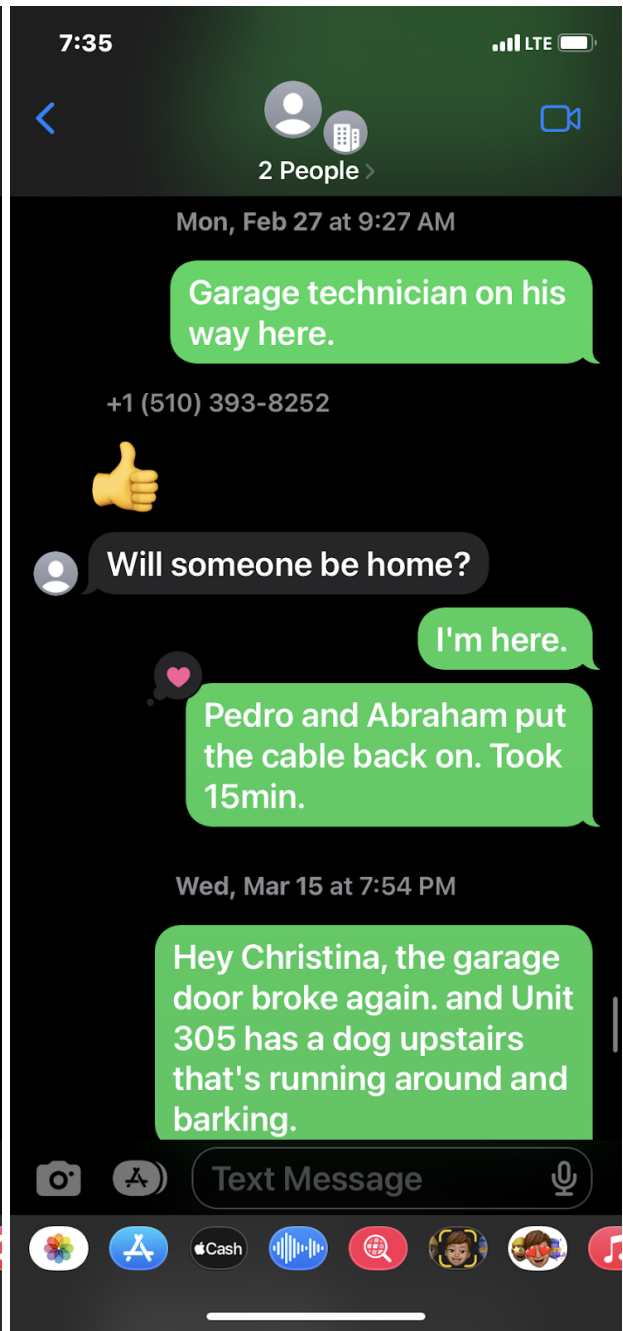 7:35
LTE
2 People
Mon, Feb 27 at 9:27 AM
Garage technician on his
way here.
+1 (510) 393-8252
Will someone be home?
I'm here.
Pedro and Abraham put
the cable back on. Took
15min.
Wed, Mar 15 at 7:54 PM
Hey Christina, the garage
door broke again. and Unit
305 has a dog upstairs
that's running around and
barking.
Text Message
Cash